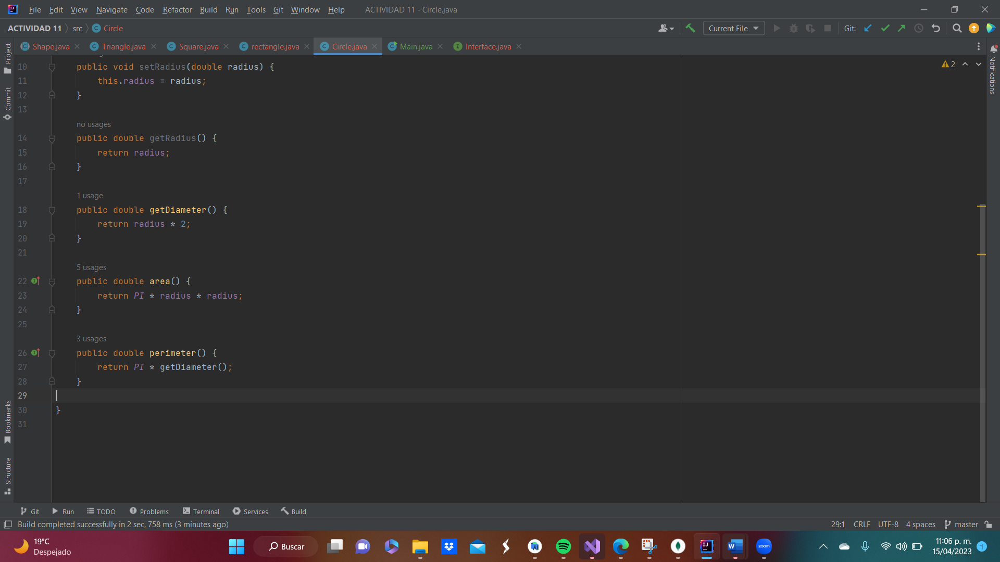 File Edit View Navigate Code Refactor Build Run Tools Git Window Help ACTIVIDAD 11 - Circle.java
ACTIVIDAD 11 src Circle Current File Git:
Shape.java Triangle.java Square.java rectangle.java Circle.java Main.java Interface.java
Project
Commit
Bookmarks
Structure
Notifications
2
10 public void setRadius(double radius) {
11 this.radius = radius;
12 }
13
no usages
14 public double getRadius() {
15 return radius;
16 }
17
1 usage
18 public double getDiameter() {
19 return radius * 2;
20 }
21
5 usages
22 public double area() {
23 return PI * radius * radius;
24 }
25
3 usages
26 public double perimeter() {
27 return PI * getDiameter();
28 }
29
30 }
31
Git Run TODO Problems Terminal Services Build
Build completed successfully in 2 sec, 758 ms (3 minutes ago) 29:1 CRLF UTF-8 4 spaces master
19°C
Despejado
Buscar
zoom
11:06 p. m.
15/04/2023
1